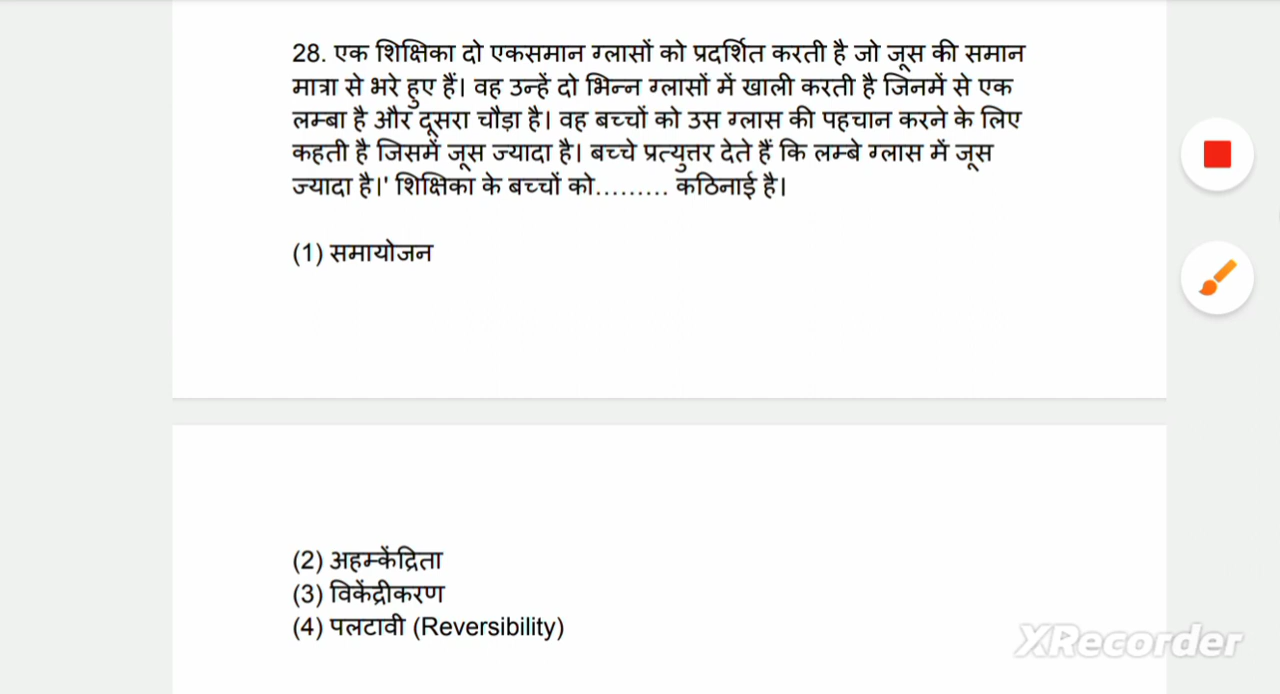 28. एक शिक्षिका दो एकसमान ग्लासों को प्रदर्शित करती है जो जूस की समान
मात्रा से भरे हुए हैं। वह उन्हें दो भिन्न ग्लासों में खाली करती है जिनमें से एक
लम्बा है और दूसरा चौड़ा है। वह बच्चों को उस ग्लास की पहचान करने के लिए
कहती है जिसमें जूस ज्यादा है। बच्चे प्रत्युत्तर देते हैं कि लम्बे ग्लास में जूस
ज्यादा है।' शिक्षिका के बच्चों को......... कठिनाई है।
(1) समायोजन
(2) अहम्केंद्रिता
(3) विकेंद्रीकरण
(4) पलटावी (Reversibility)
XRecorder